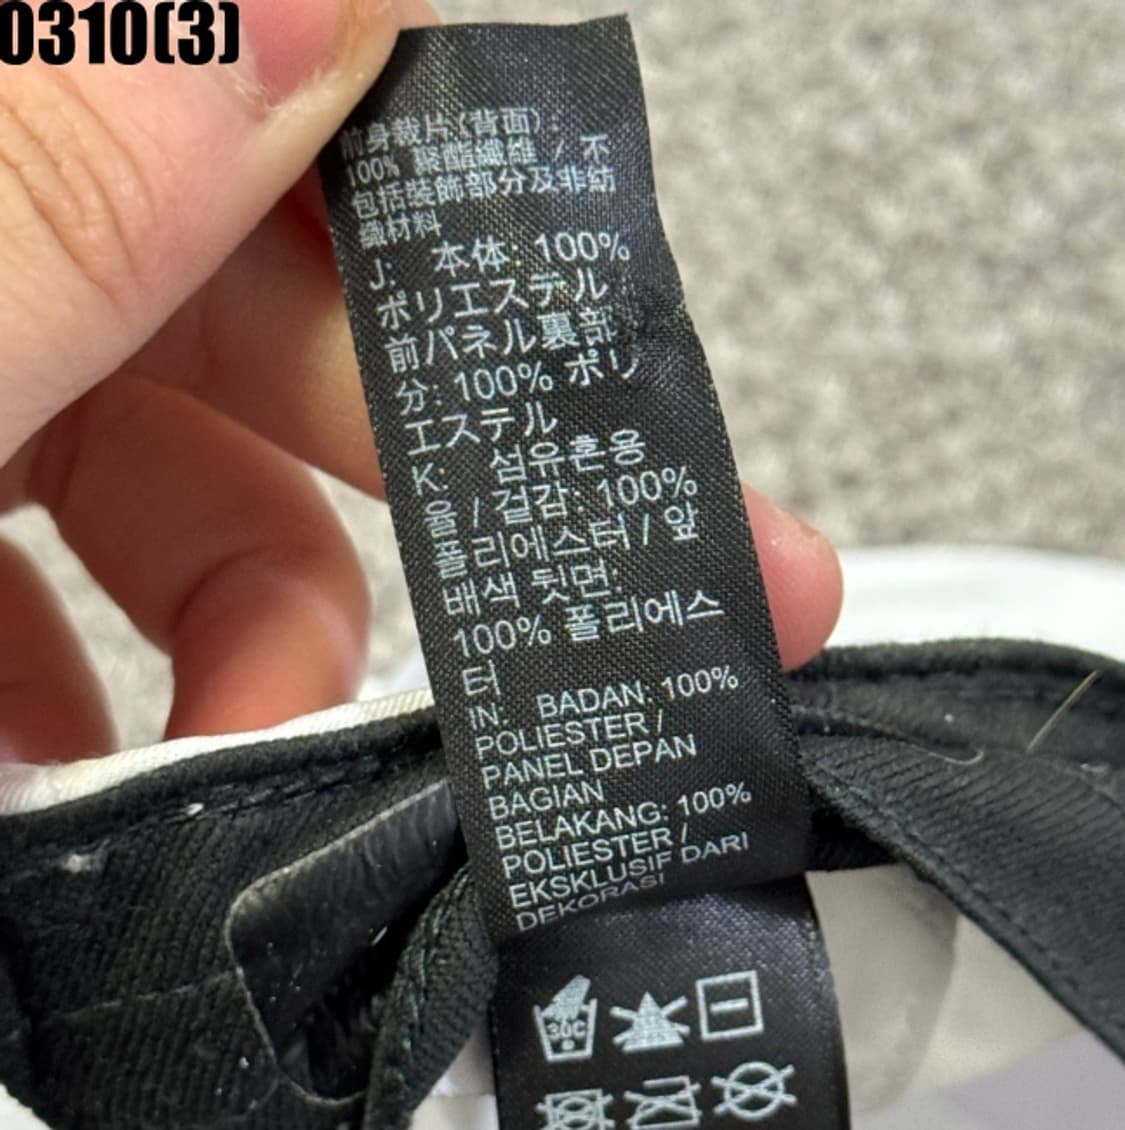 0310(3)
前身裁片(背面):
100% 聚酯纖維 / 不
包括裝飾部分及非紡
織材料
J: 本体: 100%
ポリエステル
前パネル裏部
分: 100% ポリ
エステル
K: 섬유혼용
율 / 겉감: 100%
폴리에스터 / 앞
배색 뒷면:
100% 폴리에스
터
IN: BADAN: 100%
POLIESTER /
PANEL DEPAN
BAGIAN
BELAKANG: 100%
POLIESTER /
EKSKLUSIF DARI
DEKORASI
30C